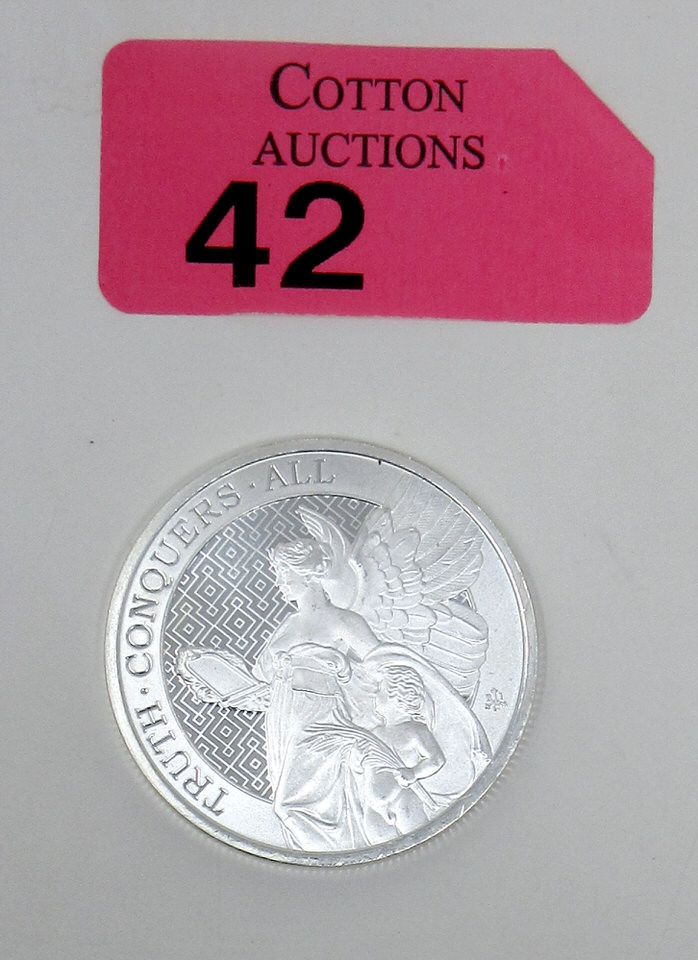 COTTON
AUCTIONS
42
TRUTH · CONQUERS · ALL